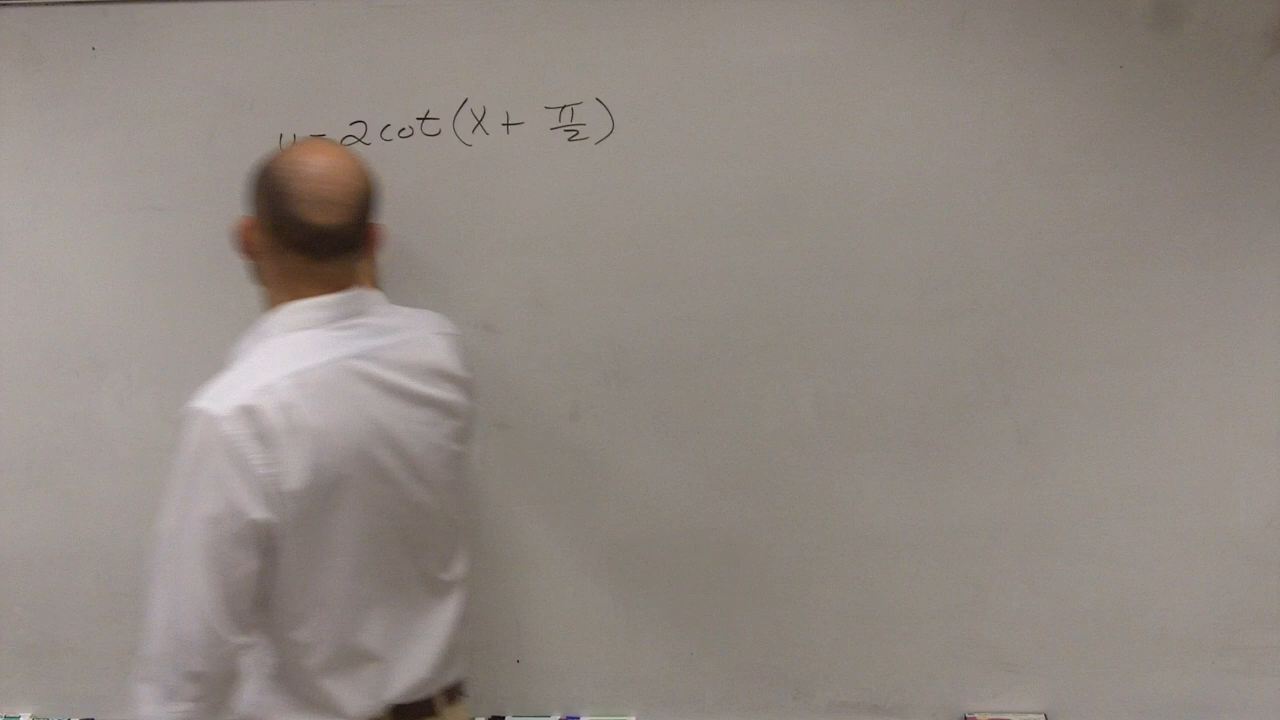 y = 2cot(x + π/2)